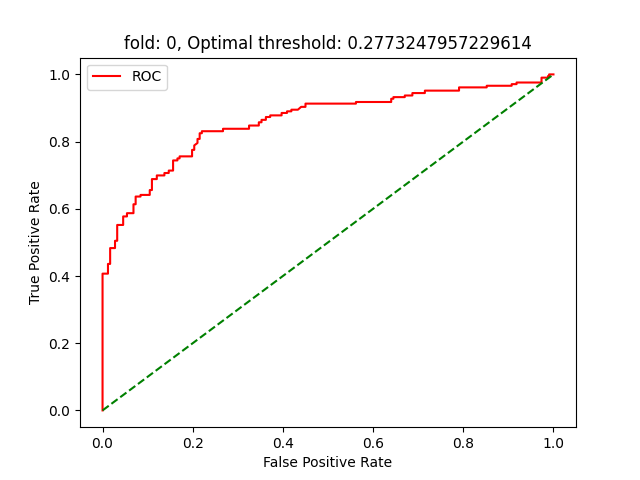 fold: 0, Optimal threshold: 0.2773247957229614
ROC
True Positive Rate
1.0
0.8
0.6
0.4
0.2
0.0
0.0 0.2 0.4 0.6 0.8 1.0
False Positive Rate